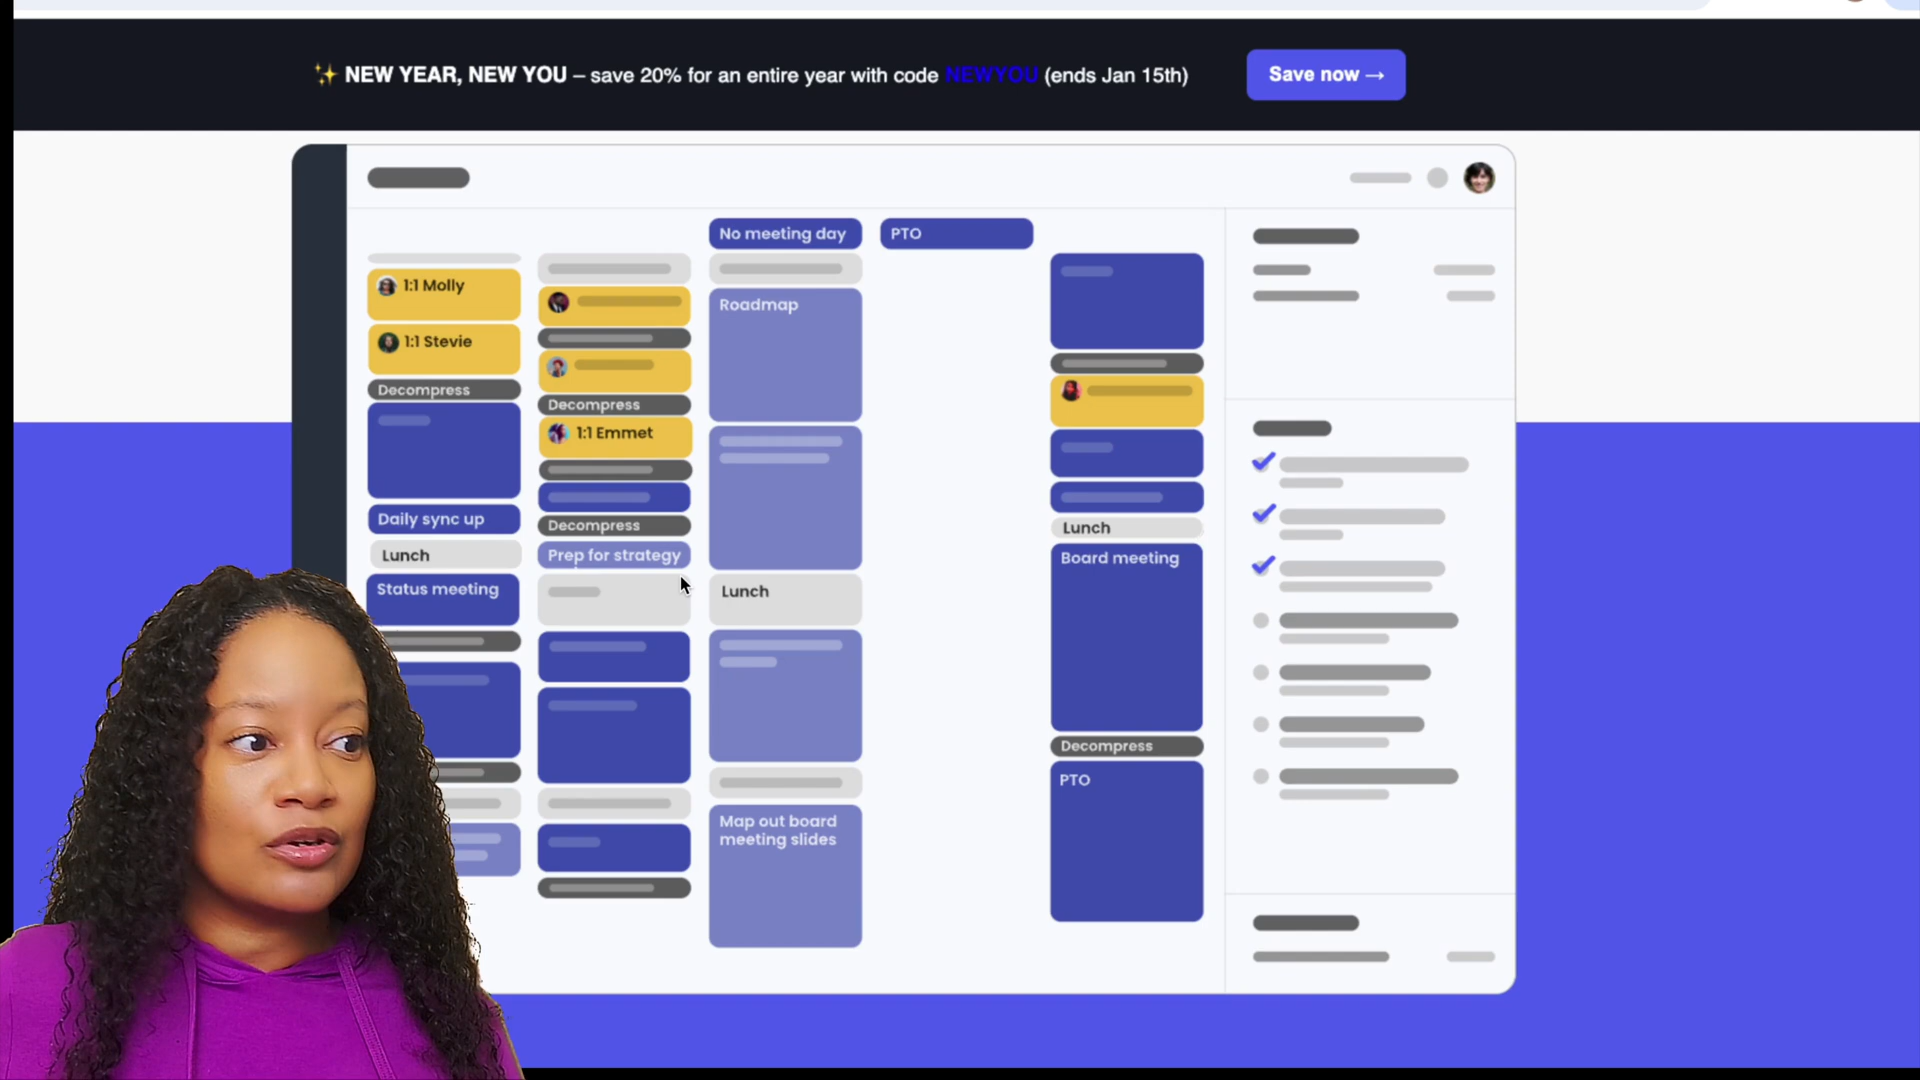 ✨ NEW YEAR, NEW YOU – save 20% for an entire year with code NEWYOU (ends Jan 15th)
Save now →
No meeting day
PTO
1:1 Molly
1:1 Stevie
Decompress
Daily sync up
Lunch
Status meeting
Decompress
1:1 Emmet
Decompress
Prep for strategy
Roadmap
Lunch
Map out board
meeting slides
Lunch
Board meeting
Decompress
PTO